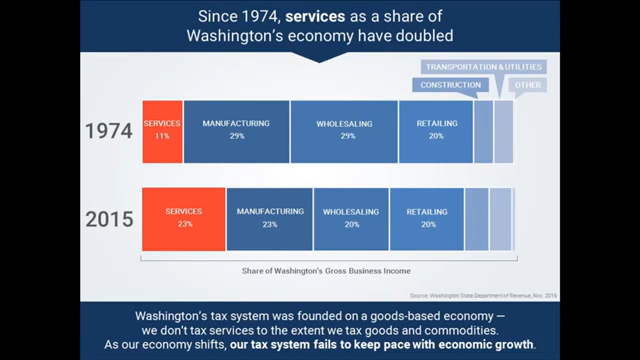 Since 1974, services as a share of
Washington's economy have doubled
TRANSPORTATION & UTILITIES
CONSTRUCTION
OTHER
1974
SERVICES
11%
MANUFACTURING
29%
WHOLESALING
29%
RETAILING
20%
2015
SERVICES
23%
MANUFACTURING
23%
WHOLESALING
20%
RETAILING
20%
Share of Washington's Gross Business Income
Source: Washington State Department of Revenue, Nov. 2016
Washington's tax system was founded on a goods-based economy —
we don't tax services to the extent we tax goods and commodities.
As our economy shifts, our tax system fails to keep pace with economic growth.